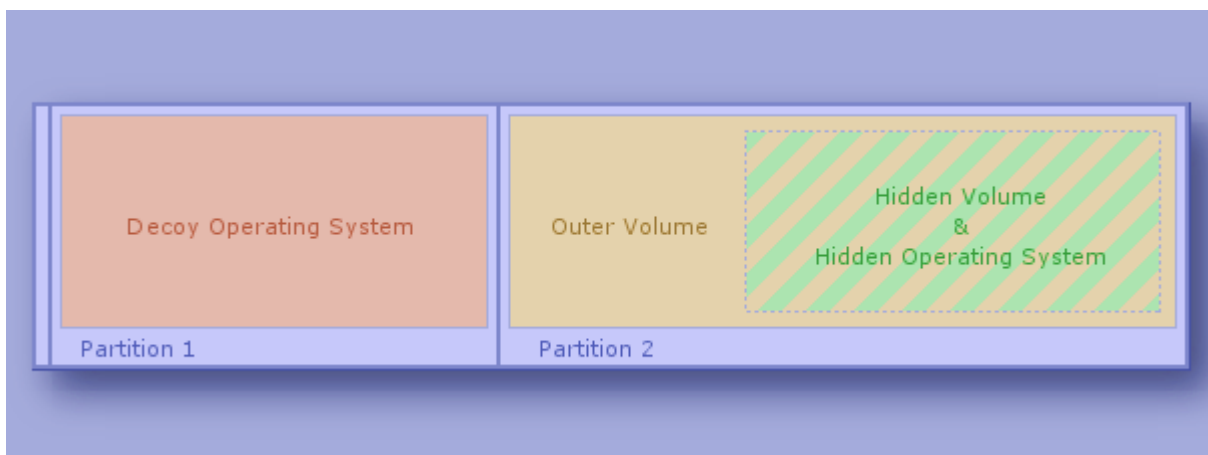 Decoy Operating System
Outer Volume
Hidden Volume
&
Hidden Operating System
Partition 1
Partition 2